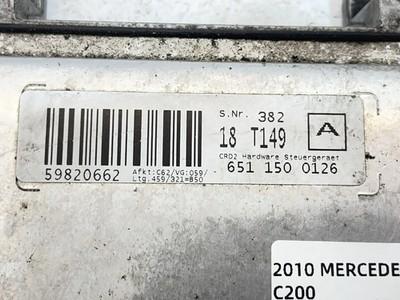 S.Nr. 382
18 T149 A
CRD2 Hardware Steuergeraet
651 150 0126
59820662
Afkt:C62/VG:059/-
Ltg.459/321=850
2010 MERCEDE
C200